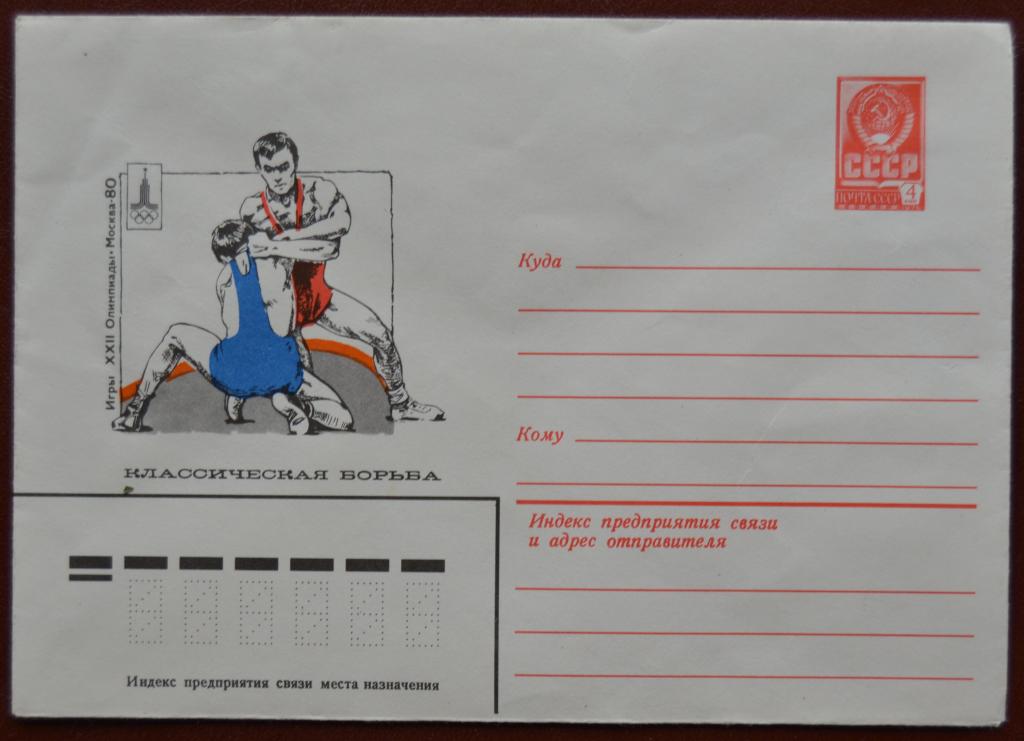 Игры XXII Олимпиады • Москва-80
КЛАССИЧЕСКАЯ БОРЬБА
СССР
ПОЧТА СССР
4
Куда
Кому
Индекс предприятия связи
и адрес отправителя
Индекс предприятия связи места назначения